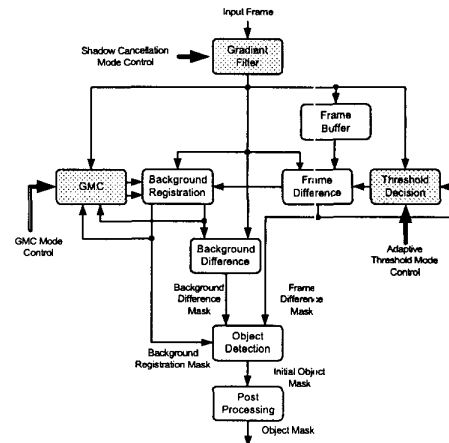 Input Frame
Shadow Cancellation
Mode Control
Gradient
Filter
Frame
Buffer
GMC
Background
Registration
Frame
Difference
Threshold
Decision
GMC Mode
Control
Adaptive
Threshold Mode
Control
Background
Difference
Background
Difference
Mask
Frame
Difference
Mask
Object
Detection
Background
Registration Mask
Initial Object
Mask
Post
Processing
Object Mask